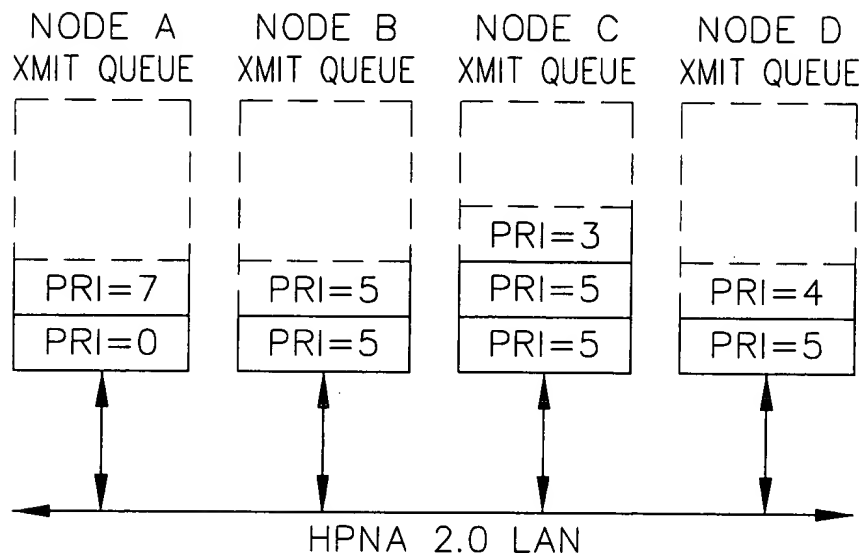 NODE A NODE B NODE C NODE D
XMIT QUEUE XMIT QUEUE XMIT QUEUE XMIT QUEUE
PRI=3
PRI=7 PRI=5 PRI=5 PRI=4
PRI=0 PRI=5 PRI=5 PRI=5
HPNA 2.0 LAN